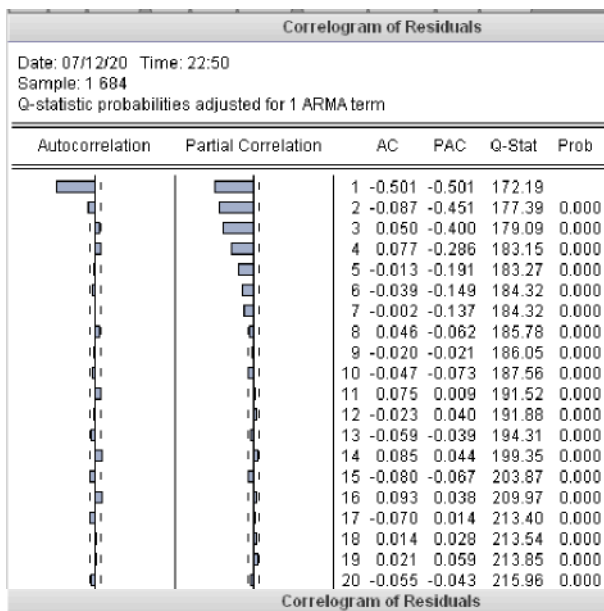 Correlogram of Residuals
Date: 07/12/20 Time: 22:50
Sample: 1 684
Q-statistic probabilities adjusted for 1 ARMA term
Autocorrelation Partial Correlation AC PAC Q-Stat Prob
1 -0.501 -0.501 172.19
2 -0.087 -0.451 177.39 0.000
3 0.050 -0.400 179.09 0.000
4 0.077 -0.286 183.15 0.000
5 -0.013 -0.191 183.27 0.000
6 -0.039 -0.149 184.32 0.000
7 -0.002 -0.137 184.32 0.000
8 0.046 -0.062 185.78 0.000
9 -0.020 -0.021 186.05 0.000
10 -0.047 -0.073 187.56 0.000
11 0.075 0.009 191.52 0.000
12 -0.023 0.040 191.88 0.000
13 -0.059 -0.039 194.31 0.000
14 0.085 0.044 199.35 0.000
15 -0.080 -0.067 203.87 0.000
16 0.093 0.038 209.97 0.000
17 -0.070 0.014 213.40 0.000
18 0.014 0.028 213.54 0.000
19 0.021 0.059 213.85 0.000
20 -0.055 -0.043 215.96 0.000
Correlogram of Residuals